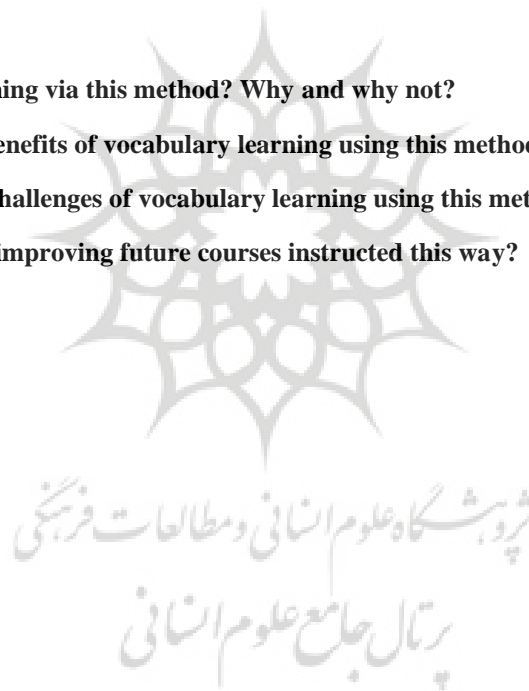 ning via this method? Why and why not?
enefits of vocabulary learning using this method
hallenges of vocabulary learning using this met
improving future courses instructed this way?
پژوهشگاه علوم انسانی و مطالعات فرهنگی
پرتال جامع علوم انسانی